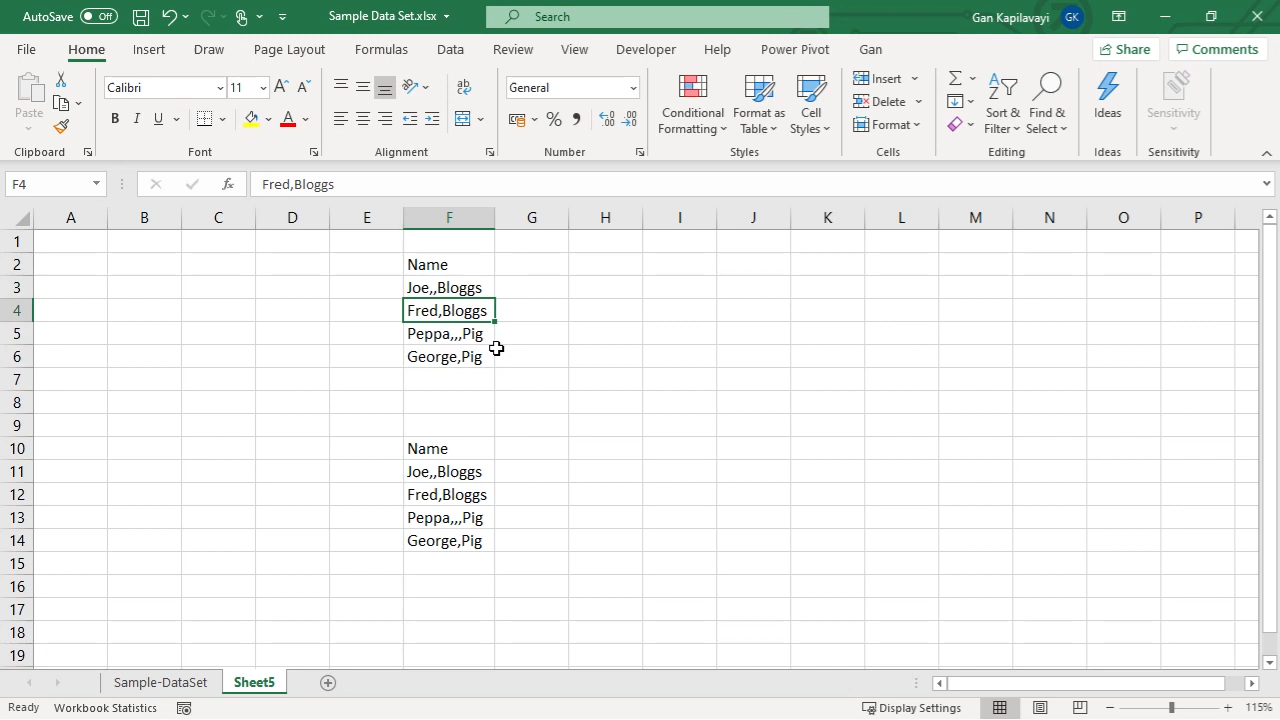 AutoSave Off Sample Data Set.xlsx Search Gan Kapilavayi GK
File Home Insert Draw Page Layout Formulas Data Review View Developer Help Power Pivot Gan Share Comments
Paste
Clipboard
Calibri 11 A A
B I U A
Font
ab
Alignment
General
% 9
.00 .00
Number
Conditional Formatting
Format as Table
Cell Styles
Styles
Insert
Delete
Format
Cells
Sort & Filter
Find & Select
Editing
Ideas
Ideas
Sensitivity
Sensitivity
F4 fx Fred,Bloggs
A B C D E F G H I J K L M N O P
1
2 Name
3 Joe,,Bloggs
4 Fred,Bloggs
5 Peppa,,,Pig
6 George,Pig
7
8
9
10 Name
11 Joe,,Bloggs
12 Fred,Bloggs
13 Peppa,,,Pig
14 George,Pig
15
16
17
18
19
Sample-DataSet Sheet5
Ready Workbook Statistics Display Settings 115%